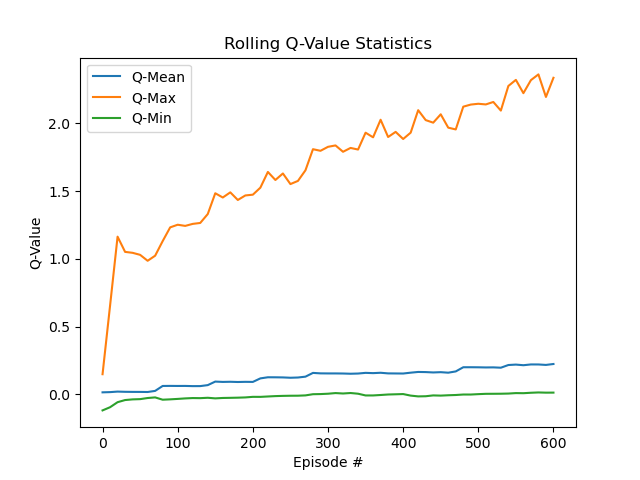 Rolling Q-Value Statistics
Q-Mean
Q-Max
Q-Min
Q-Value
2.0
1.5
1.0
0.5
0.0
0 100 200 300 400 500 600
Episode #